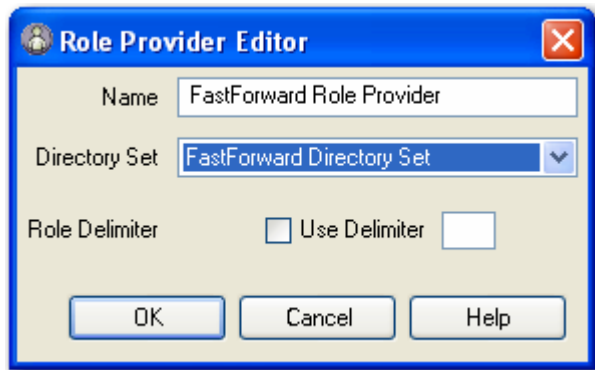 Role Provider Editor
Name FastForward Role Provider
Directory Set FastForward Directory Set
Role Delimiter Use Delimiter
OK Cancel Help